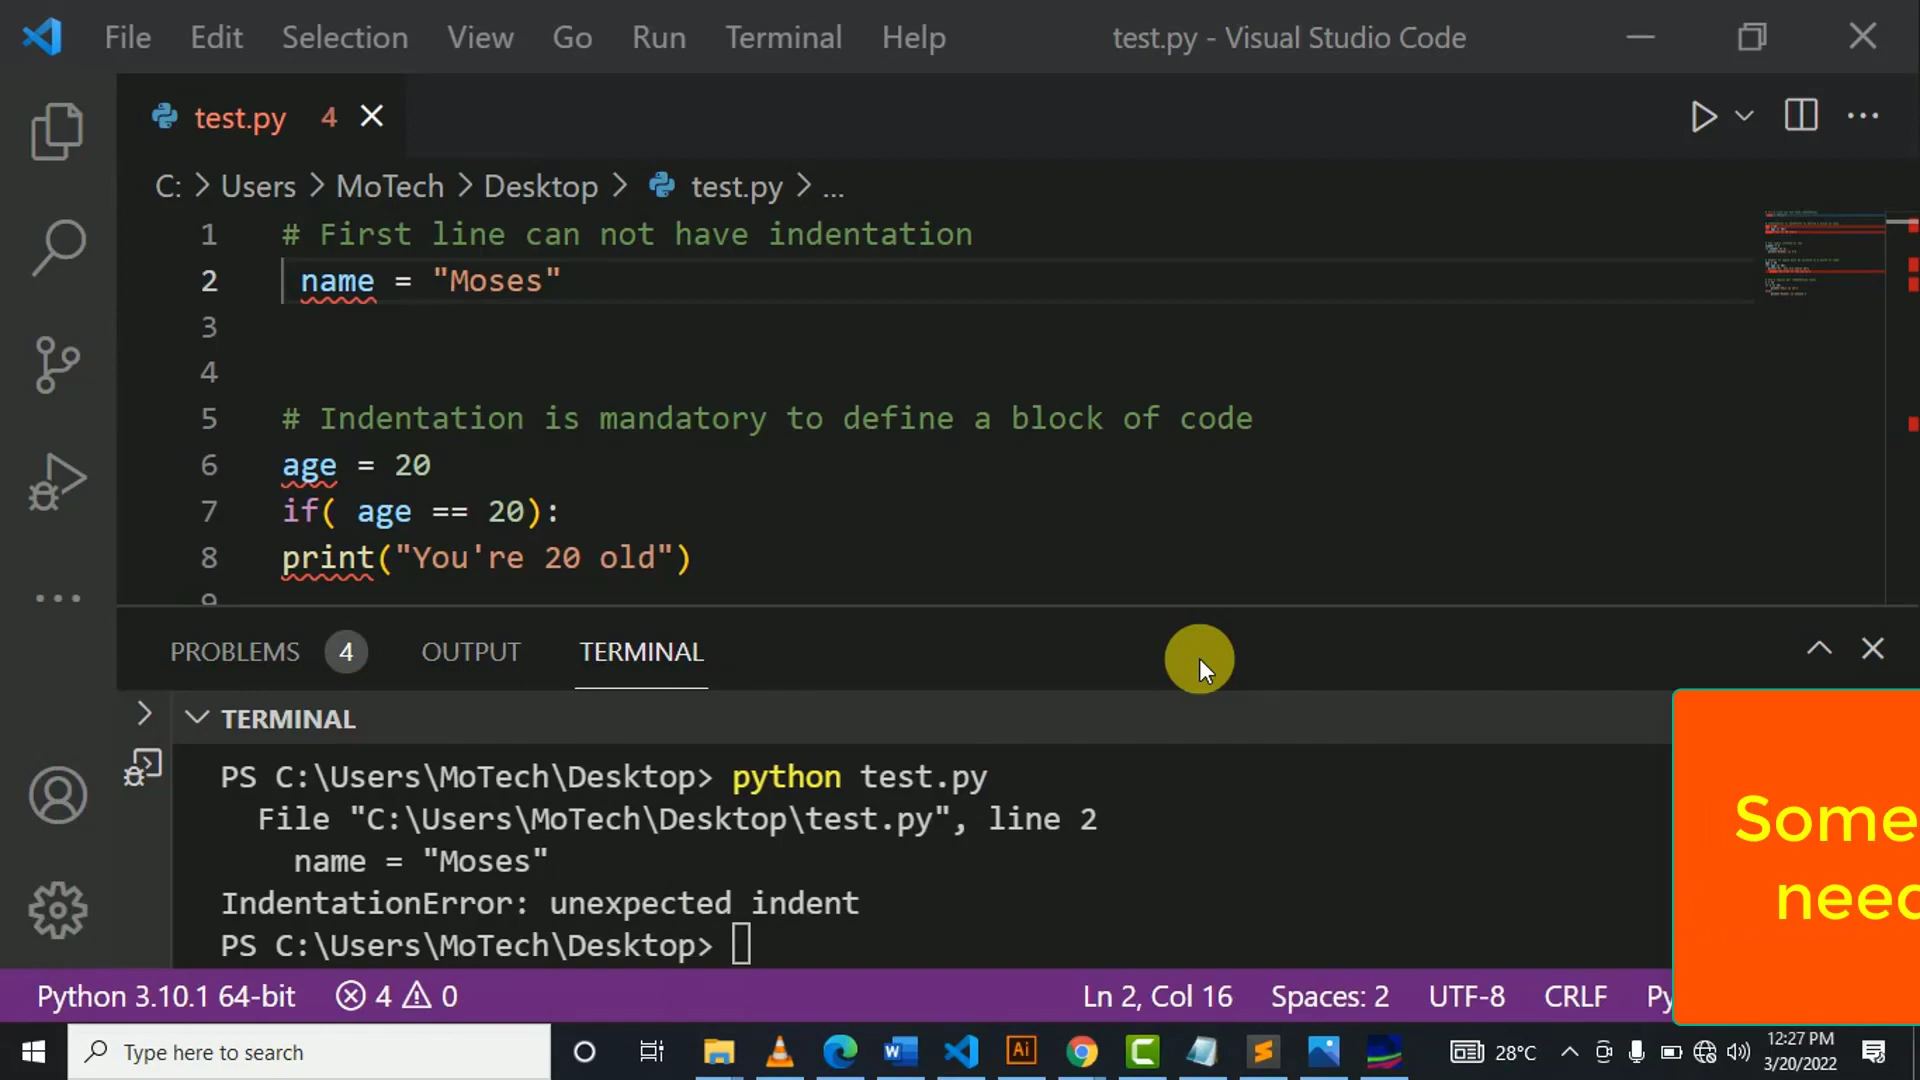 File Edit Selection View Go Run Terminal Help test.py - Visual Studio Code
test.py 4
C: > Users > MoTech > Desktop > test.py > ...
1 # First line can not have indentation
2 name = "Moses"
3
4
5 # Indentation is mandatory to define a block of code
6 age = 20
7 if( age == 20):
8 print("You're 20 old")
9
PROBLEMS 4 OUTPUT TERMINAL
TERMINAL
PS C:\Users\MoTech\Desktop> python test.py
File "C:\Users\MoTech\Desktop\test.py", line 2
name = "Moses"
IndentationError: unexpected indent
PS C:\Users\MoTech\Desktop>
Some
need
Python 3.10.1 64-bit 4 0 Ln 2, Col 16 Spaces: 2 UTF-8 CRLF Py
Type here to search
Ai
28°C
12:27 PM
3/20/2022